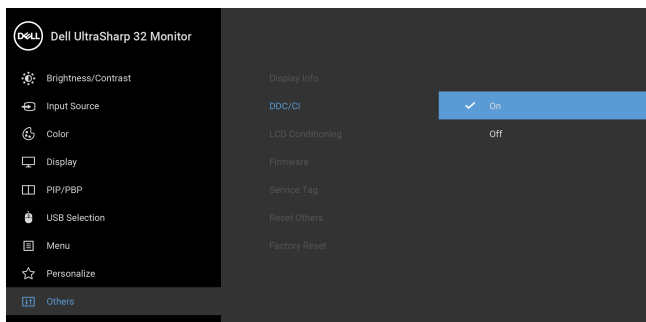 DELL Dell UltraSharp 32 Monitor
Brightness/Contrast
Display Info
Input Source
DDC/CI
On
Color
LCD Conditioning
Off
Display
Firmware
PIP/PBP
Service Tag
USB Selection
Reset Others
Menu
Factory Reset
Personalize
Others